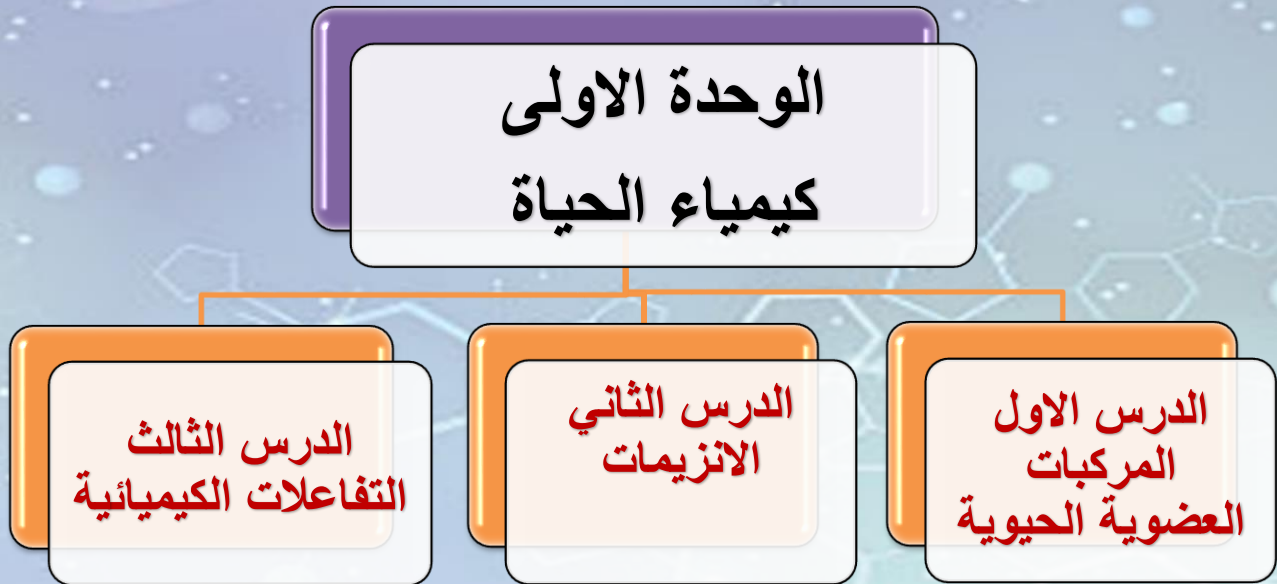 الوحدة الاولى
كيمياء الحياة
الدرس الاول
المركبات
العضوية الحيوية
الدرس الثاني
الانزيمات
الدرس الثالث
التفاعلات الكيميائية